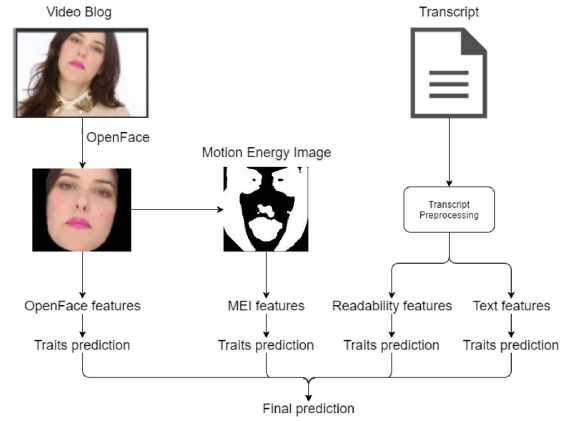 Video Blog
Transcript
OpenFace
Motion Energy Image
Transcript
Preprocessing
OpenFace features
MEI features
Readability features
Text features
Traits prediction
Traits prediction
Traits prediction
Traits prediction
Final prediction